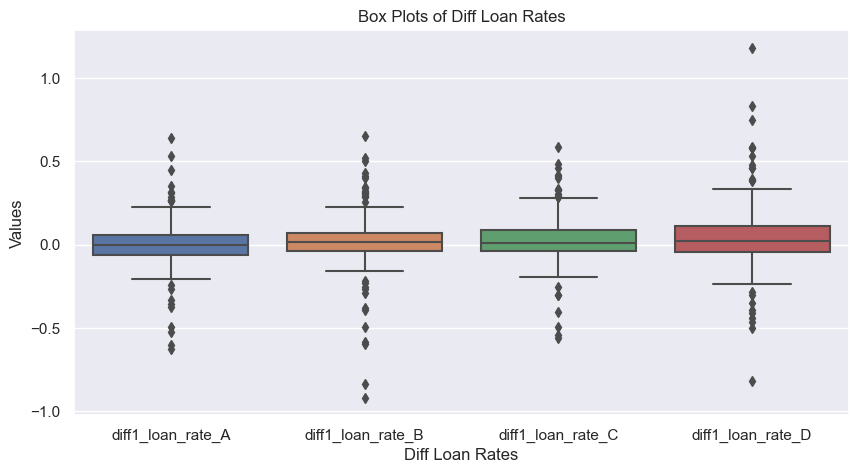 Box Plots of Diff Loan Rates
1.0
0.5
0.0
−0.5
−1.0
Values
diff1_loan_rate_A
diff1_loan_rate_B
diff1_loan_rate_C
diff1_loan_rate_D
Diff Loan Rates